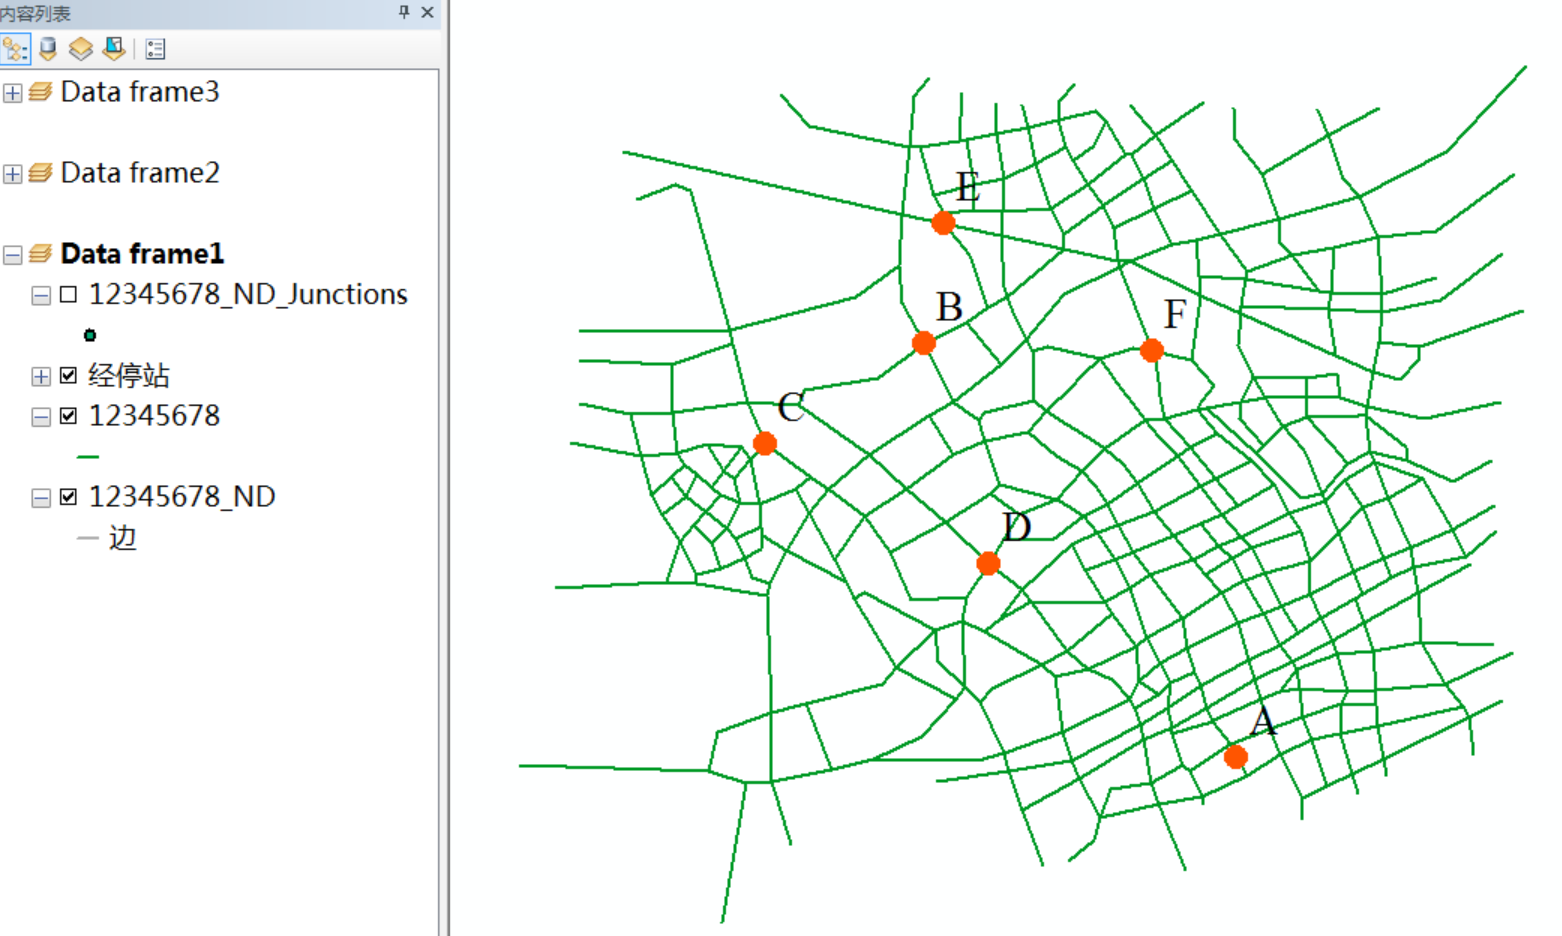 内容列表
Data frame3
Data frame2
Data frame1
12345678_ND_Junctions
经停站
12345678
12345678_ND
边
E
B
F
C
D
A